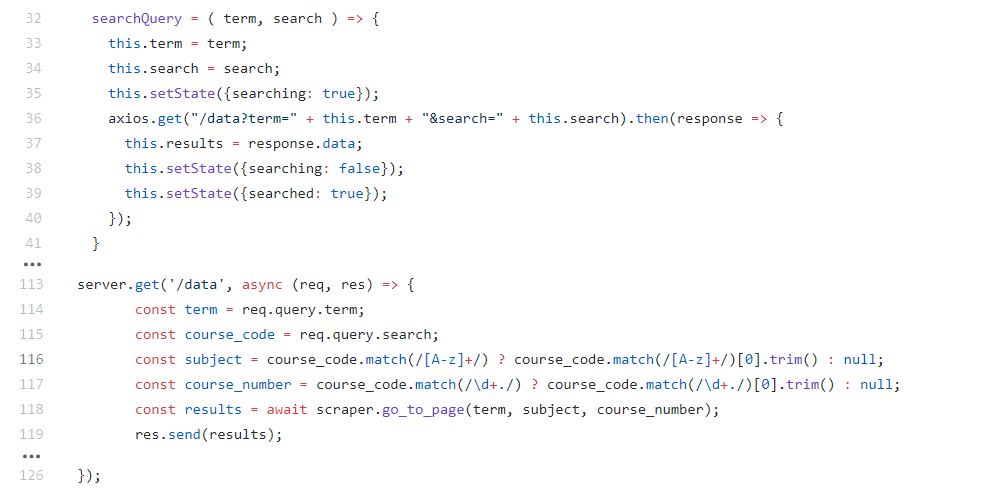 32 searchQuery = ( term, search ) => {
33 this.term = term;
34 this.search = search;
35 this.setState({searching: true});
36 axios.get("/data?term=" + this.term + "&search=" + this.search).then(response => {
37 this.results = response.data;
38 this.setState({searching: false});
39 this.setState({searched: true});
40 });
41 }
•••
113 server.get('/data', async (req, res) => {
114 const term = req.query.term;
115 const course_code = req.query.search;
116 const subject = course_code.match(/[A-z]+/) ? course_code.match(/[A-z]+/)[0].trim() : null;
117 const course_number = course_code.match(/\d+./) ? course_code.match(/\d+./)[0].trim() : null;
118 const results = await scraper.go_to_page(term, subject, course_number);
119 res.send(results);
•••
126 });